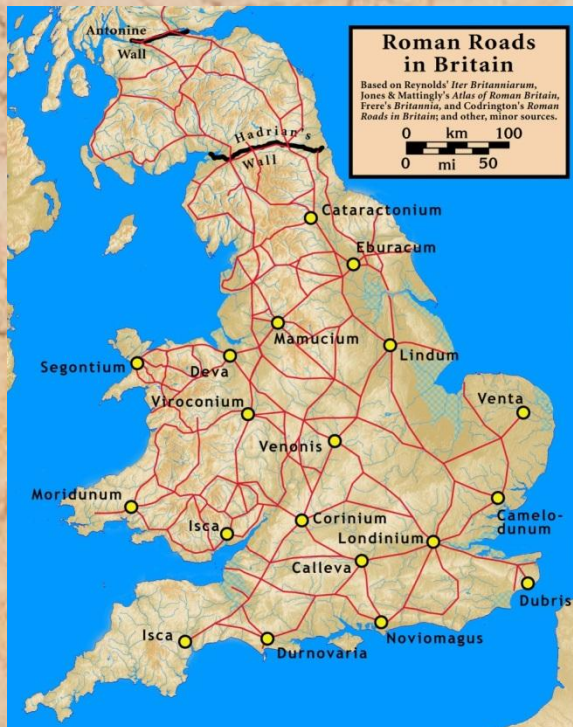 Antonine
Wall
Roman Roads
in Britain
Based on Reynolds' Iter Britanniarum,
Jones & Mattingly's Atlas of Roman Britain,
Frere's Britannia, and Codrington's Roman
Roads in Britain; and other, minor sources.
0 km 100
0 mi 50
Hadrian's
Wall
Cataractonium
Eburacum
Mamucium
Lindum
Segontium
Deva
Viroconium
Venta
Venonis
Moridunum
Isca
Corinium
Camelo-
dunum
Londinium
Calleva
Dubris
Isca
Durnovaria
Noviomagus